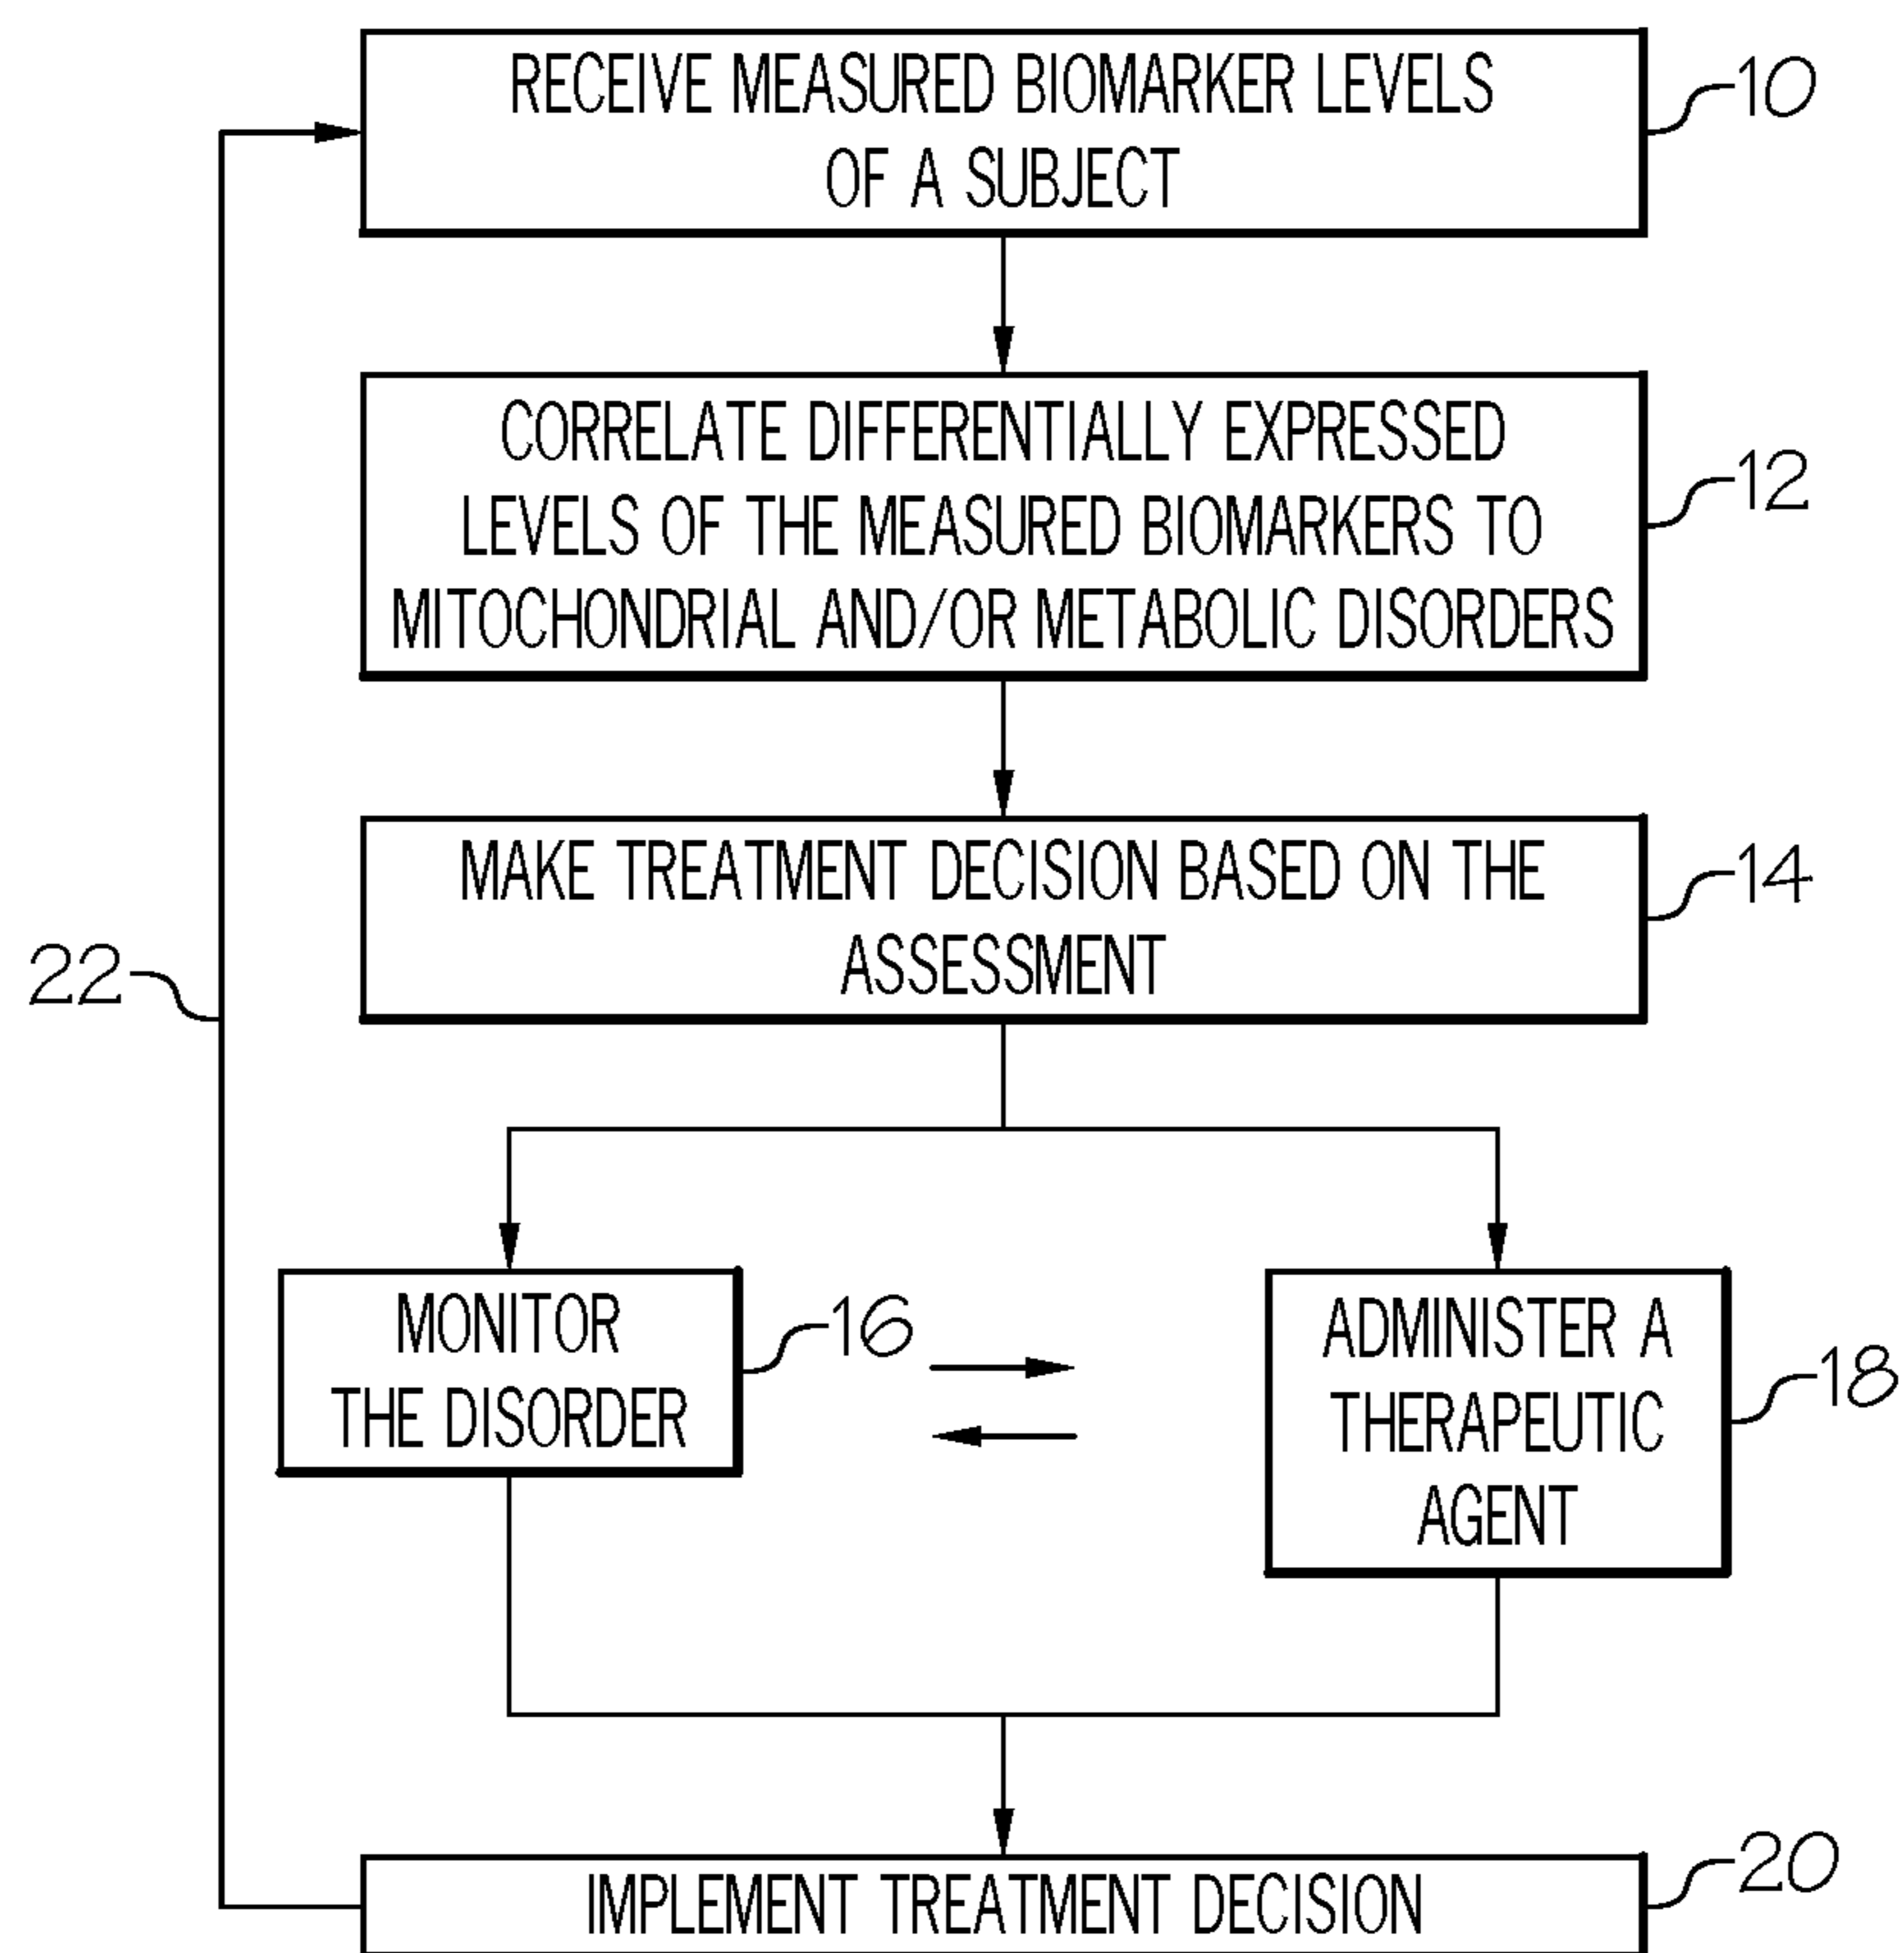 RECEIVE MEASURED BIOMARKER LEVELS
OF A SUBJECT
10
CORRELATE DIFFERENTIALLY EXPRESSED
LEVELS OF THE MEASURED BIOMARKERS TO
MITOCHONDRIAL AND/OR METABOLIC DISORDERS
12
MAKE TREATMENT DECISION BASED ON THE
ASSESSMENT
14
22
MONITOR
THE DISORDER
16
ADMINISTER A
THERAPEUTIC
AGENT
18
IMPLEMENT TREATMENT DECISION
20